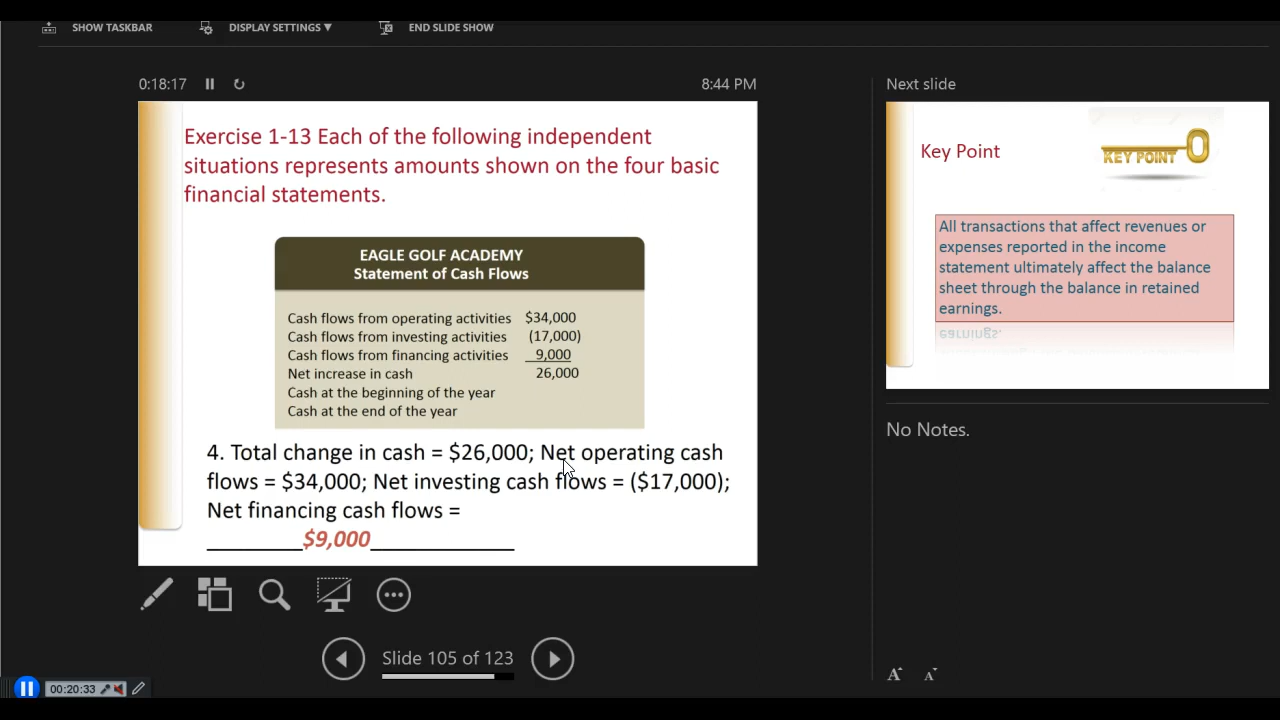 SHOW TASKBAR
DISPLAY SETTINGS ▼
END SLIDE SHOW
0:18:17
8:44 PM
Exercise 1-13 Each of the following independent
situations represents amounts shown on the four basic
financial statements.
EAGLE GOLF ACADEMY
Statement of Cash Flows
Cash flows from operating activities $34,000
Cash flows from investing activities (17,000)
Cash flows from financing activities 9,000
Net increase in cash 26,000
Cash at the beginning of the year
Cash at the end of the year
4. Total change in cash = $26,000; Net operating cash
flows = $34,000; Net investing cash flows = ($17,000);
Net financing cash flows =
_________$9,000______________
Slide 105 of 123
00:20:33
Next slide
Key Point
KEY POINT
All transactions that affect revenues or
expenses reported in the income
statement ultimately affect the balance
sheet through the balance in retained
earnings.
No Notes.
A A